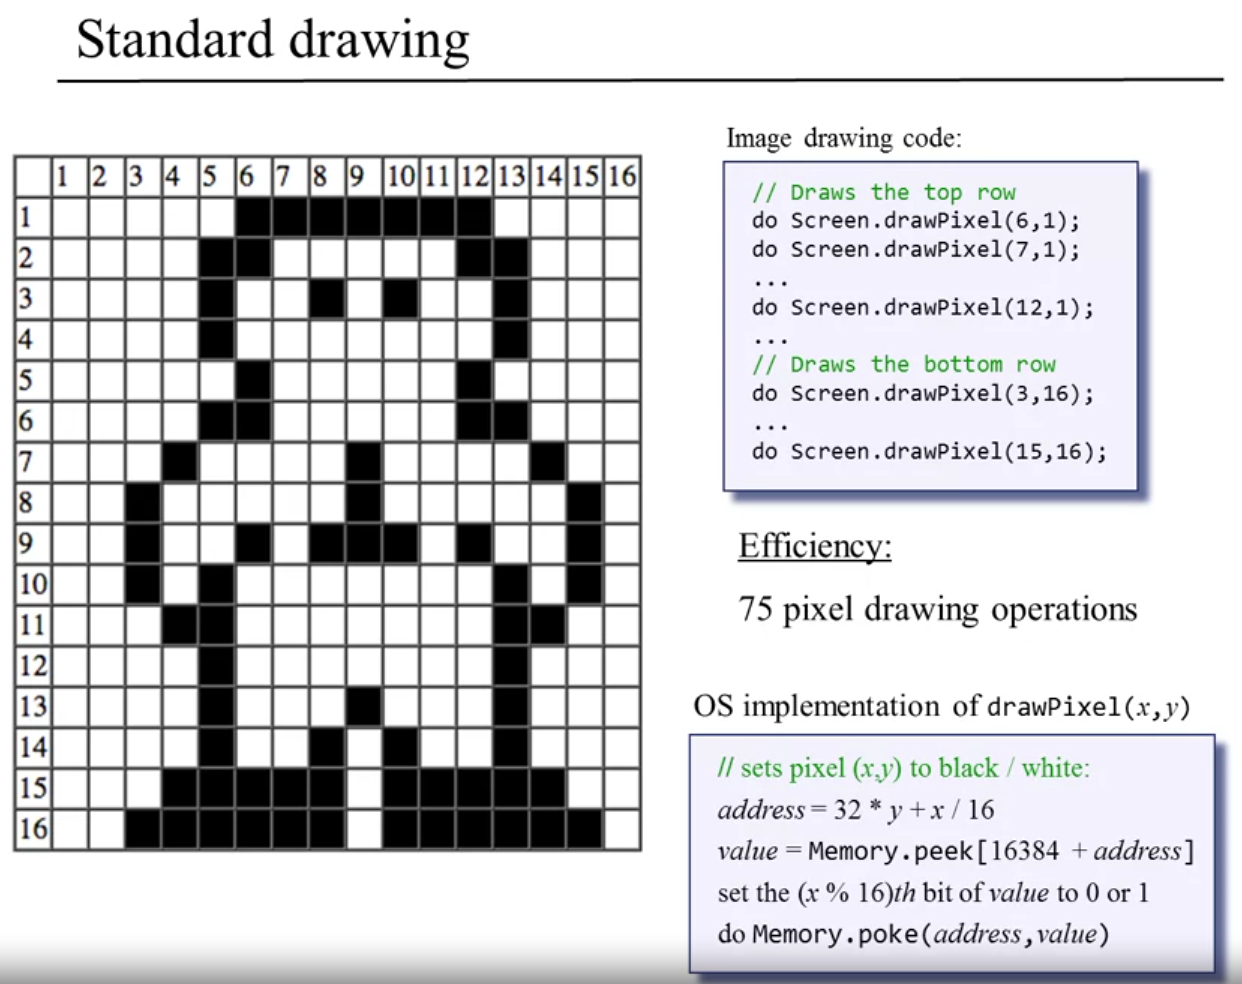 Standard drawing
1 2 3 4 5 6 7 8 9 10 11 12 13 14 15 16
1
2
3
4
5
6
7
8
9
10
11
12
13
14
15
16
Image drawing code:
// Draws the top row
do Screen.drawPixel(6,1);
do Screen.drawPixel(7,1);
...
do Screen.drawPixel(12,1);
...
// Draws the bottom row
do Screen.drawPixel(3,16);
...
do Screen.drawPixel(15,16);
Efficiency:
75 pixel drawing operations
OS implementation of drawPixel(x,y)
// sets pixel (x,y) to black / white:
address = 32 * y + x / 16
value = Memory.peek[16384 + address]
set the (x % 16)th bit of value to 0 or 1
do Memory.poke(address,value)